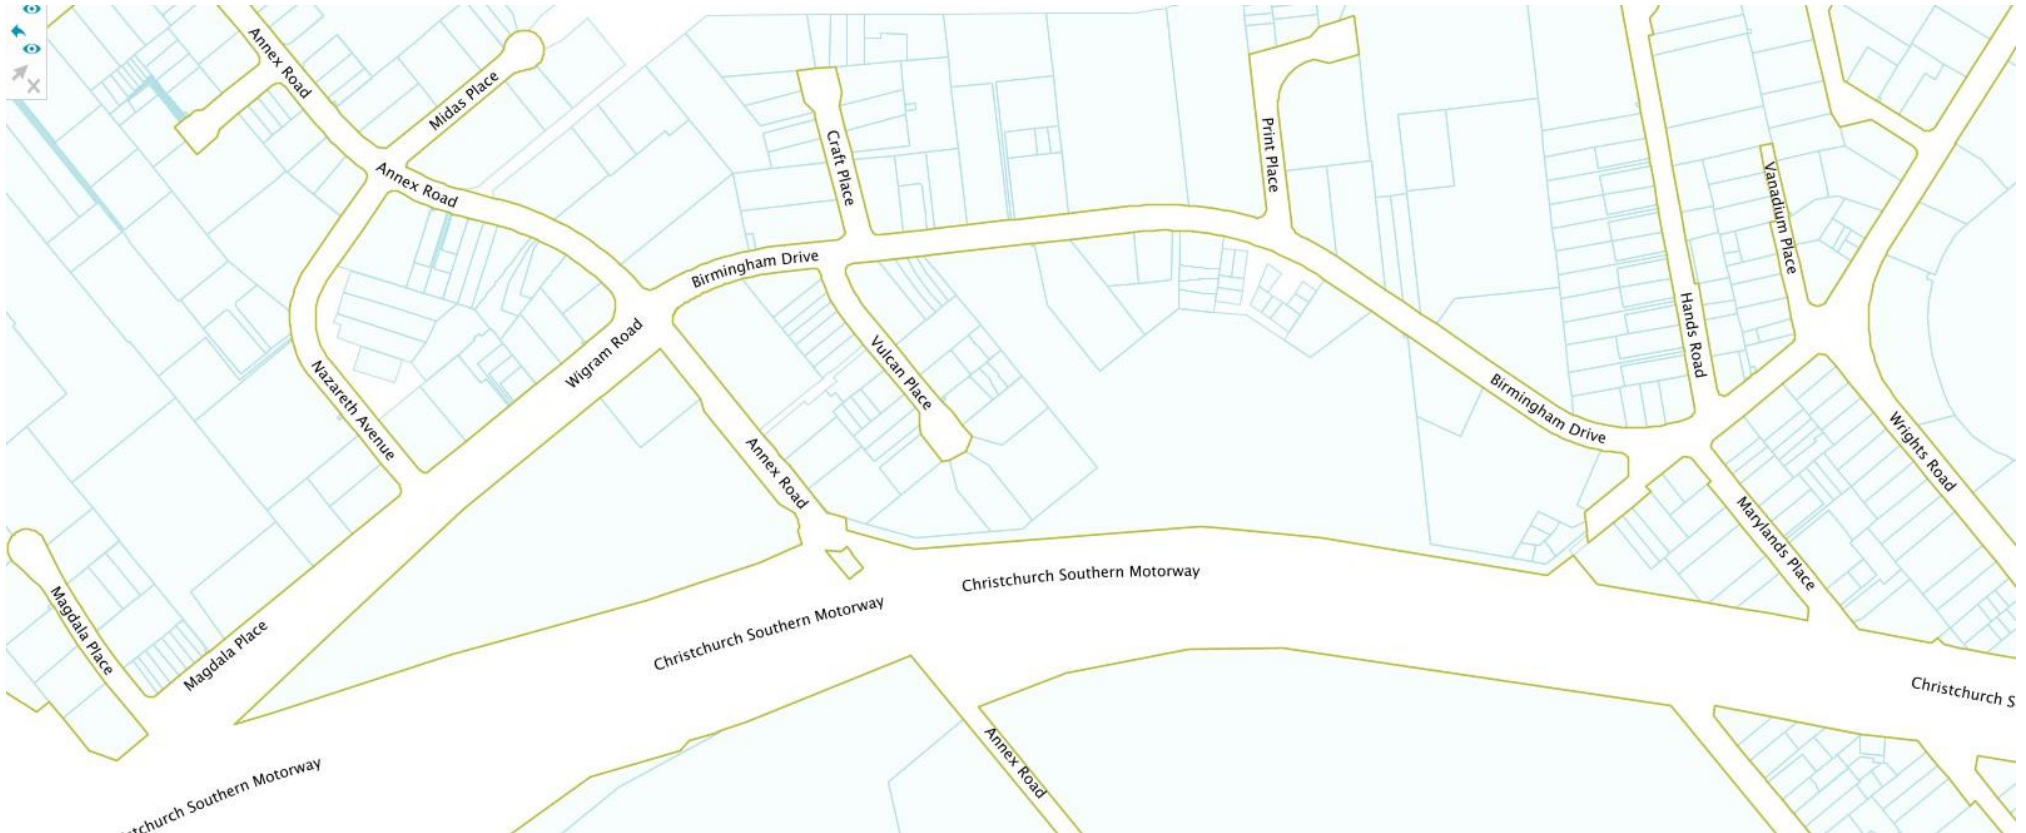 Annex Road
Midas Place
Annex Road
Craft Place
Print Place
Vanadium Place
Birmingham Drive
Hands Road
Wigram Road
Vulcan Place
Nazareth Avenue
Birmingham Drive
Wrights Road
Annex Road
Marylands Place
Christchurch Southern Motorway
Magdala Place
Christchurch Southern Motorway
Magdala Place
Christchurch S
Annex Road
tchurch Southern Motorway